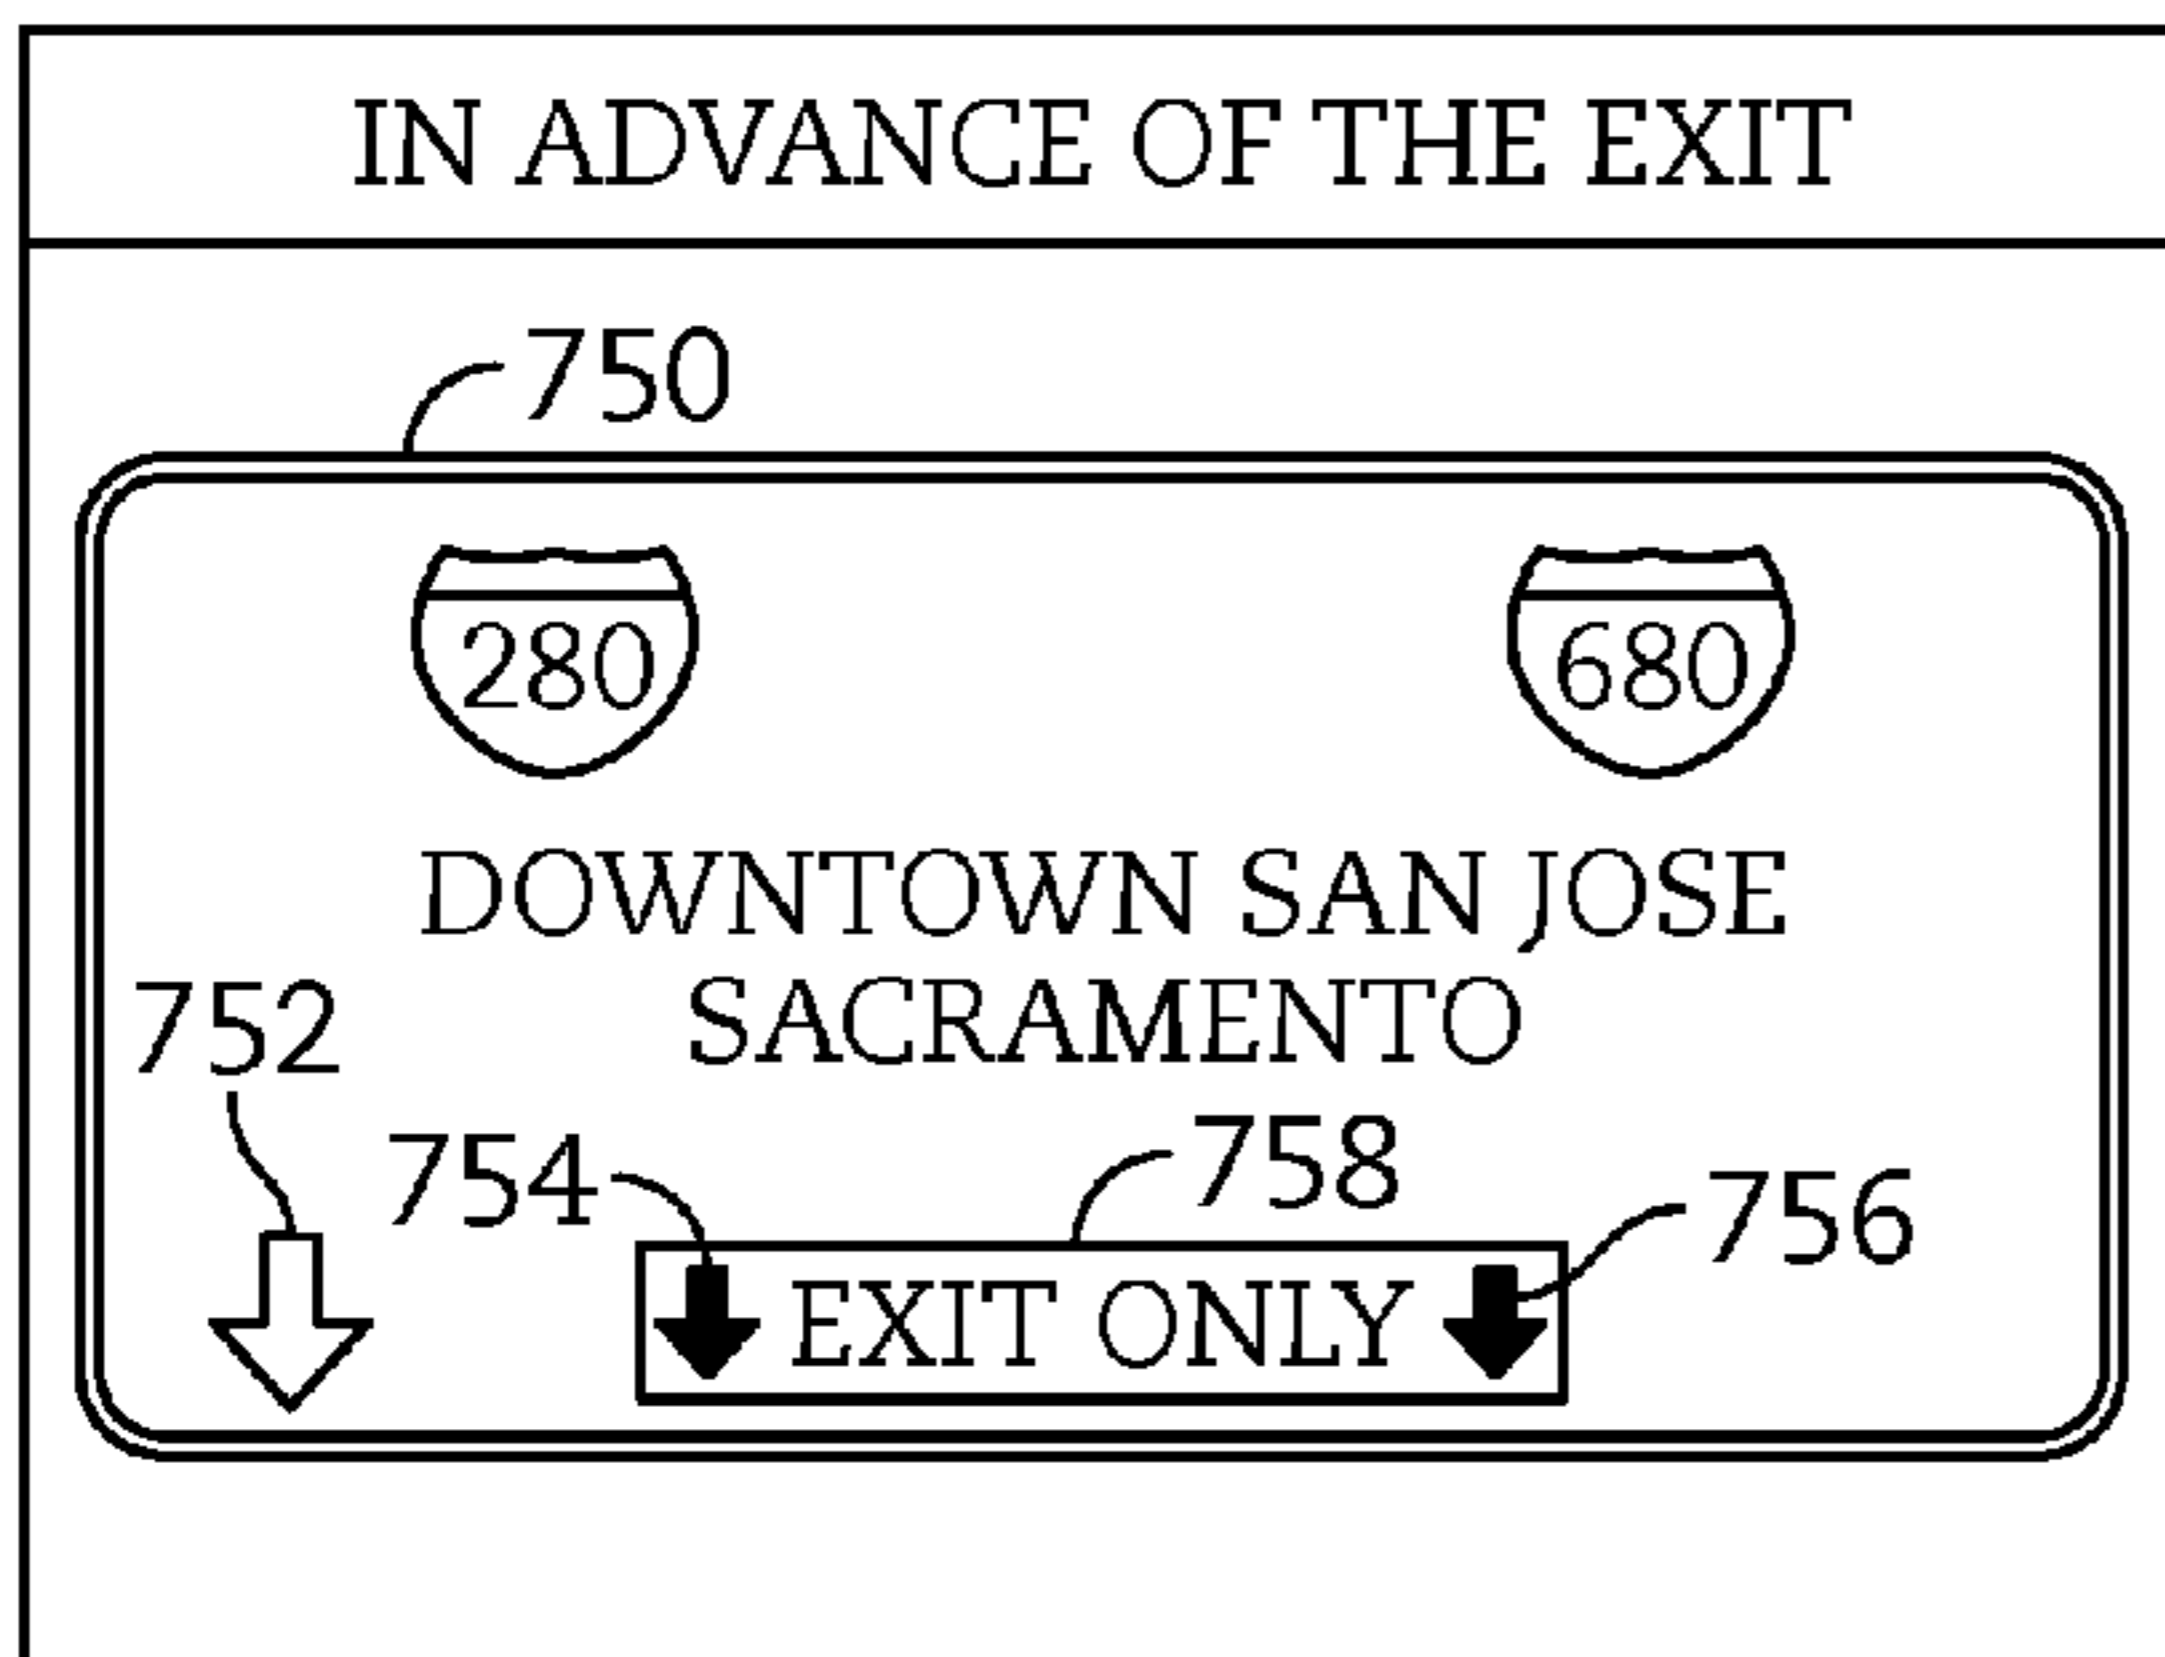 IN ADVANCE OF THE EXIT
750
280 680
DOWNTOWN SAN JOSE
SACRAMENTO
752
754 758 756
EXIT ONLY